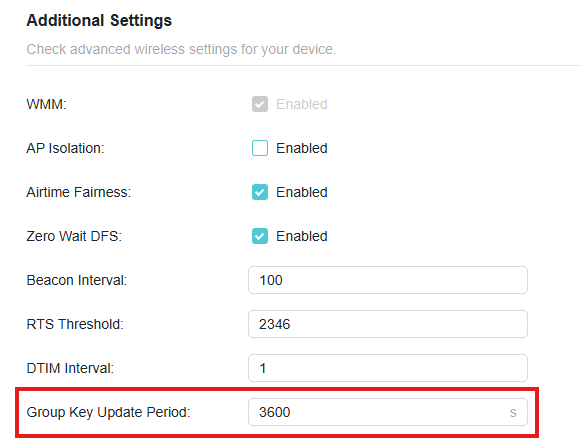 Additional Settings
Check advanced wireless settings for your device.
WMM: Enabled
AP Isolation: Enabled
Airtime Fairness: Enabled
Zero Wait DFS: Enabled
Beacon Interval: 100
RTS Threshold: 2346
DTIM Interval: 1
Group Key Update Period: 3600 s